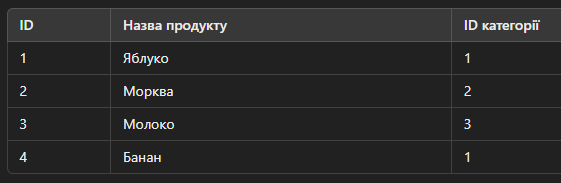 ID Назва продукту ID категорії
1 Яблуко 1
2 Морква 2
3 Молоко 3
4 Банан 1